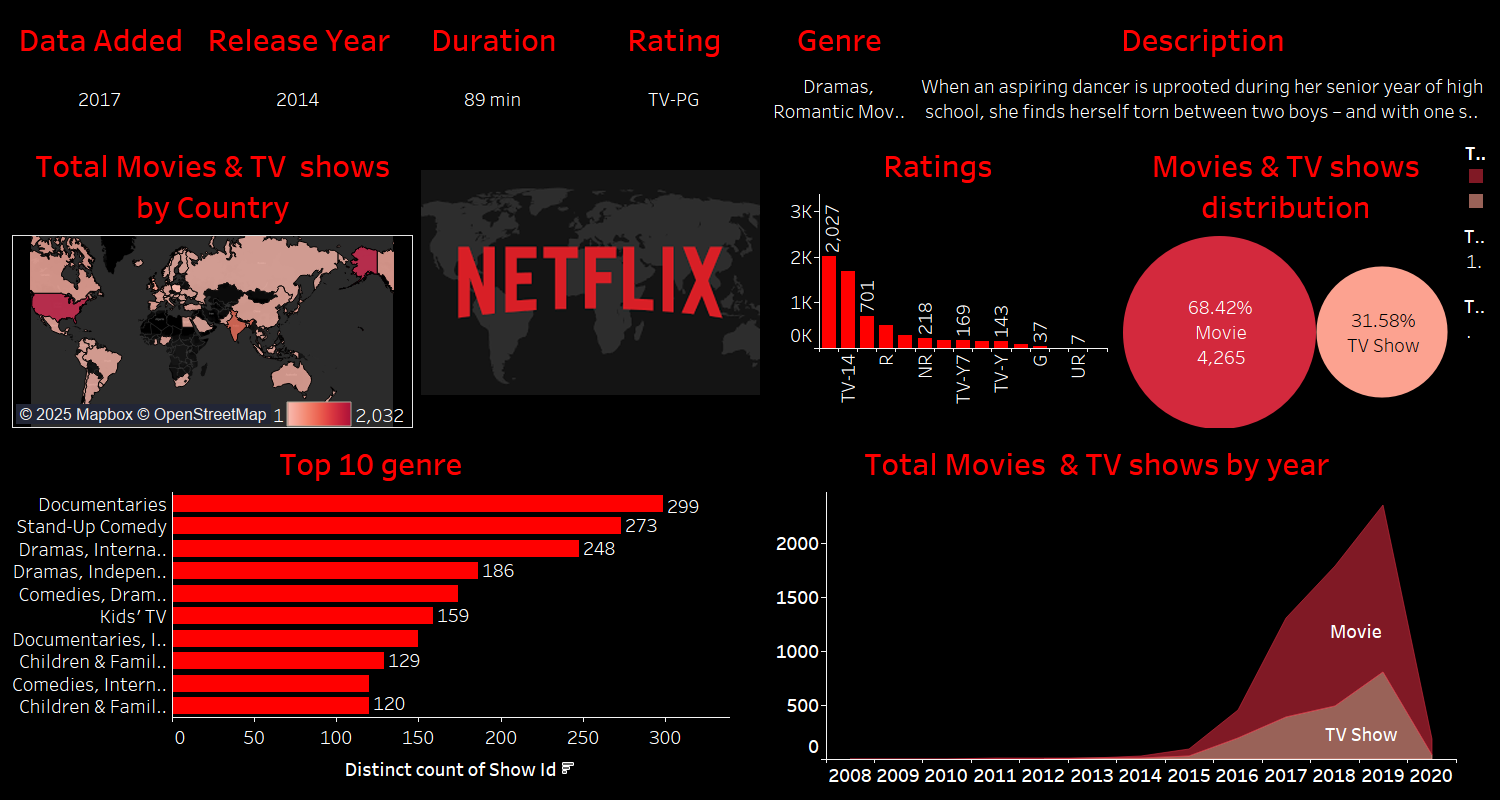 Data Added
Release Year
Duration
Rating
Genre
Description
2017
2014
89 min
TV-PG
Dramas,
Romantic Mov..
When an aspiring dancer is uprooted during her senior year of high
school, she finds herself torn between two boys – and with one s..
Total Movies & TV shows
by Country
© 2025 Mapbox © OpenStreetMap
1
2,032
NETFLIX
Ratings
3K
2K
1K
0K
2,027
701
218
169
143
37
7
TV-14
R
NR
TV-Y7
TV-Y
G
UR
Movies & TV shows
distribution
68.42%
Movie
4,265
31.58%
TV Show
T..
T..
1.
T..
.
Top 10 genre
Documentaries
299
Stand-Up Comedy
273
Dramas, Interna..
248
Dramas, Indepen..
186
Comedies, Dram..
Kids’ TV
159
Documentaries, I..
Children & Famil..
129
Comedies, Intern..
Children & Famil..
120
0 50 100 150 200 250 300
Distinct count of Show Id
Total Movies & TV shows by year
2000
1500
1000
500
0
Movie
TV Show
2008 2009 2010 2011 2012 2013 2014 2015 2016 2017 2018 2019 2020